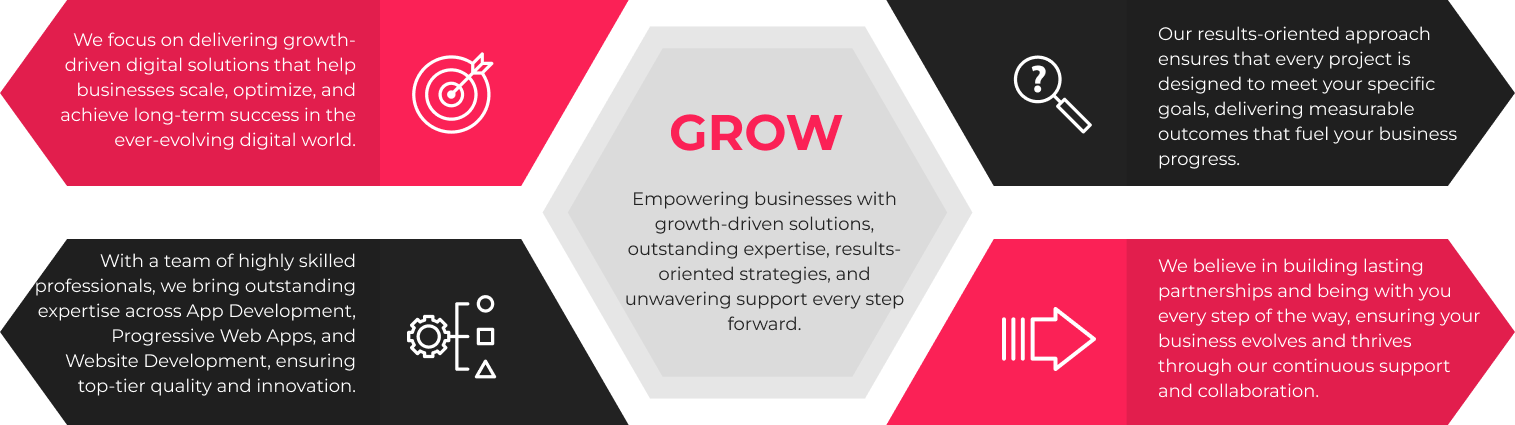 We focus on delivering growth-
driven digital solutions that help
businesses scale, optimize, and
achieve long-term success in the
ever-evolving digital world.
GROW
Empowering businesses with
growth-driven solutions,
outstanding expertise, results-
oriented strategies, and
unwavering support every step
forward.
Our results-oriented approach
ensures that every project is
designed to meet your specific
goals, delivering measurable
outcomes that fuel your business
progress.
With a team of highly skilled
professionals, we bring outstanding
expertise across App Development,
Progressive Web Apps, and
Website Development, ensuring
top-tier quality and innovation.
We believe in building lasting
partnerships and being with you
every step of the way, ensuring your
business evolves and thrives
through our continuous support
and collaboration.